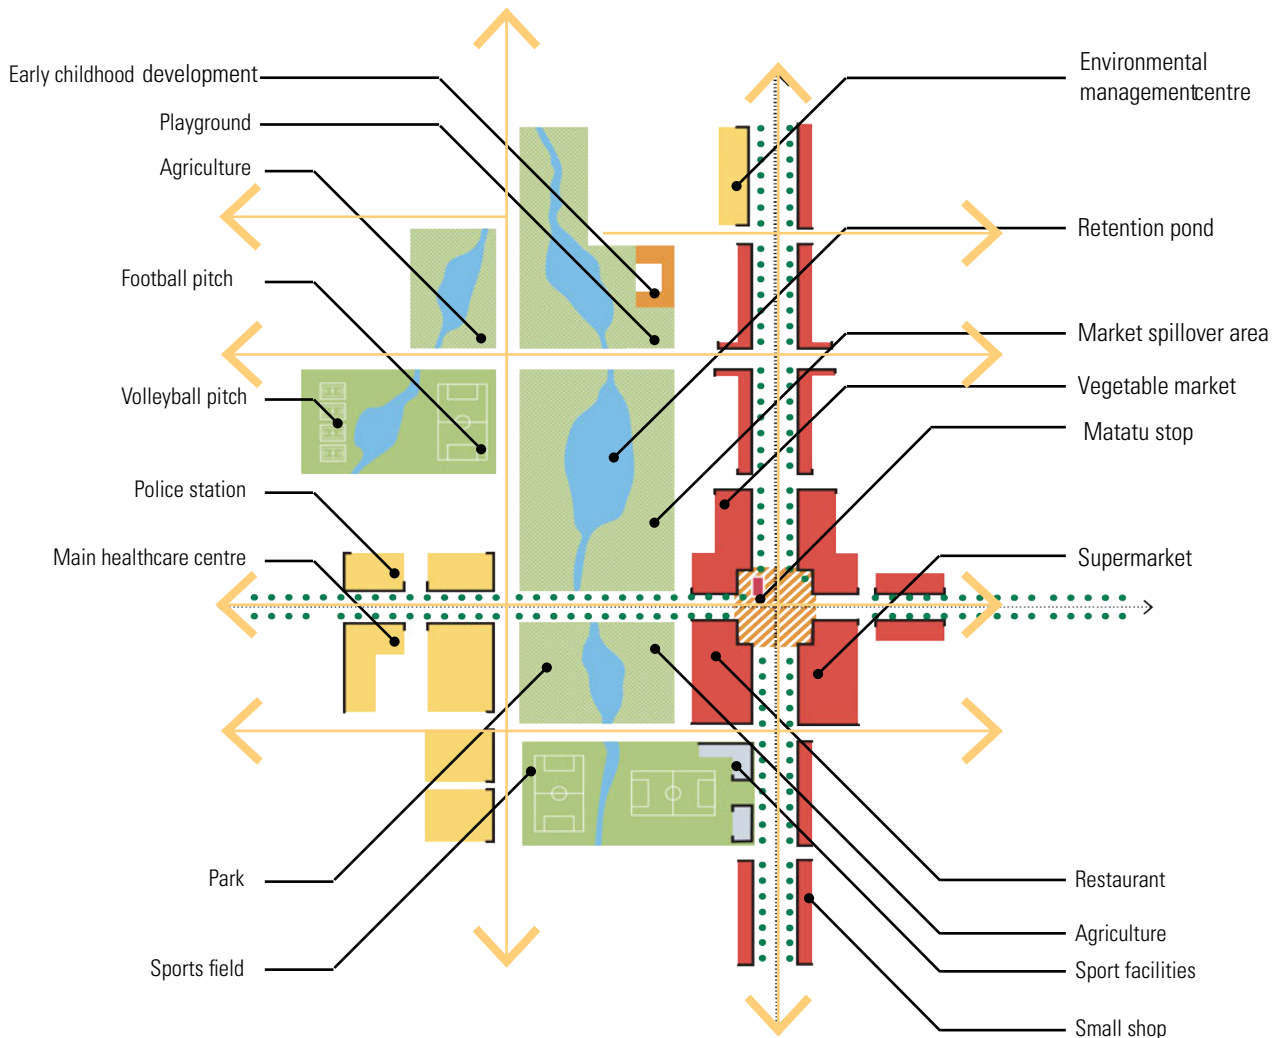 Early childhood development
Playground
Agriculture
Football pitch
Volleyball pitch
Police station
Main healthcare centre
Park
Sports field
Environmental
managementcentre
Retention pond
Market spillover area
Vegetable market
Matatu stop
Supermarket
Restaurant
Agriculture
Sport facilities
Small shop